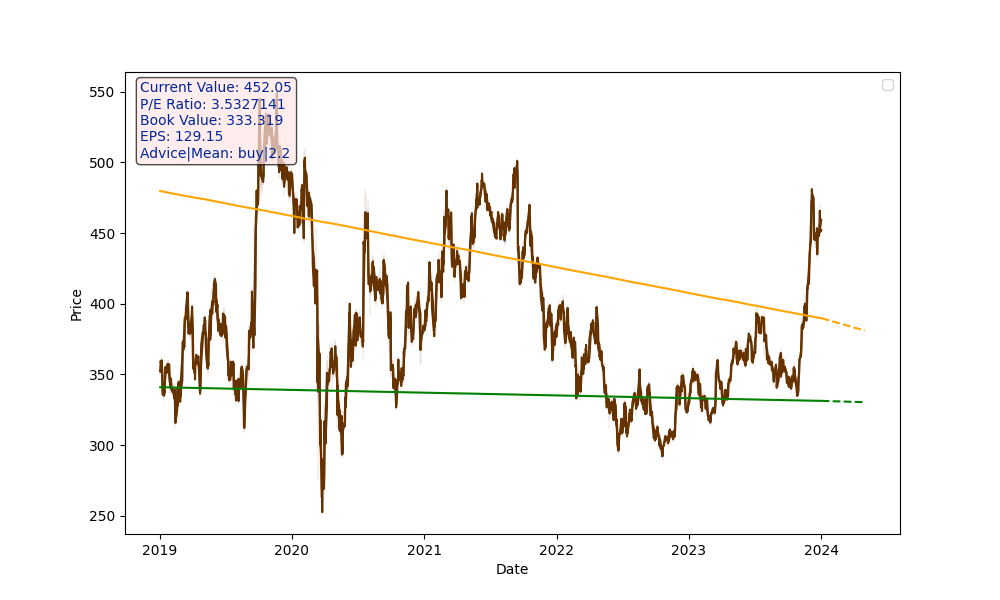 Current Value: 452.05
P/E Ratio: 3.5327141
Book Value: 333.319
EPS: 129.15
Advice|Mean: buy|2.2
550
500
450
400
350
300
250
Price
2019 2020 2021 2022 2023 2024
Date